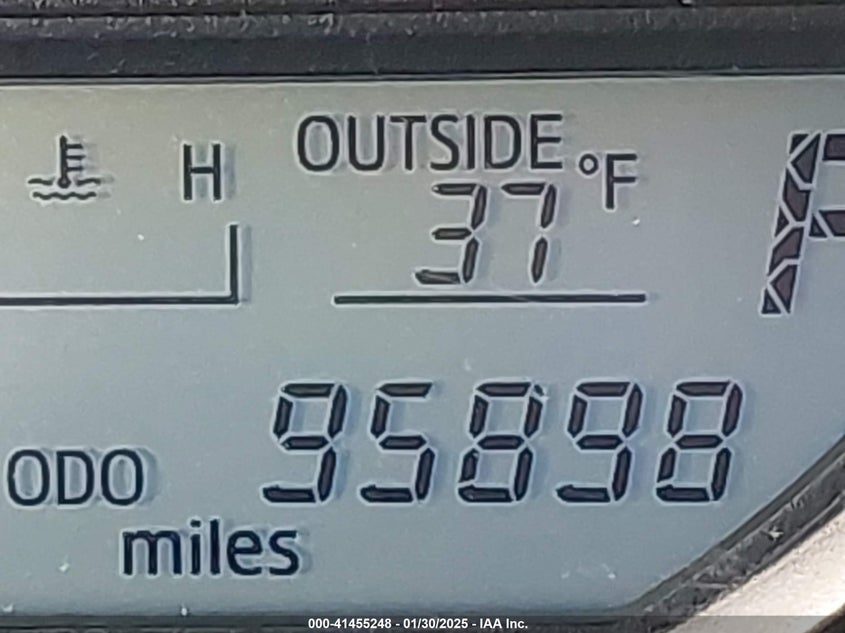 H
OUTSIDE
37 °F
P
ODO 95898
miles
000-41455248 - 01/30/2025 - IAA Inc.